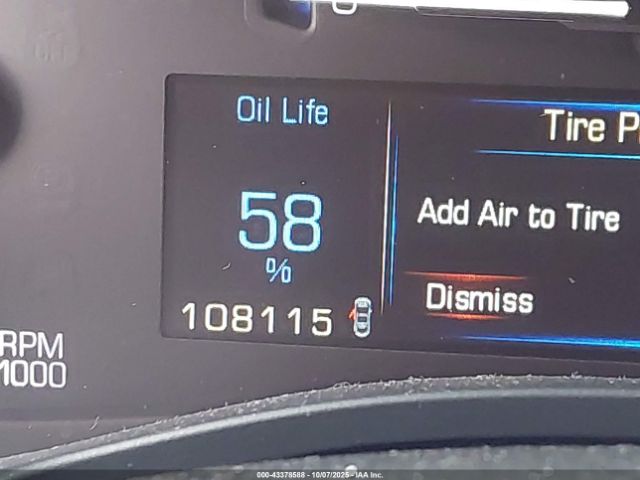 Oil Life
58
%
108115
Tire P
Add Air to Tire
Dismiss
RPM
1000
000-43378588 - 10/07/2025 - IAA Inc.